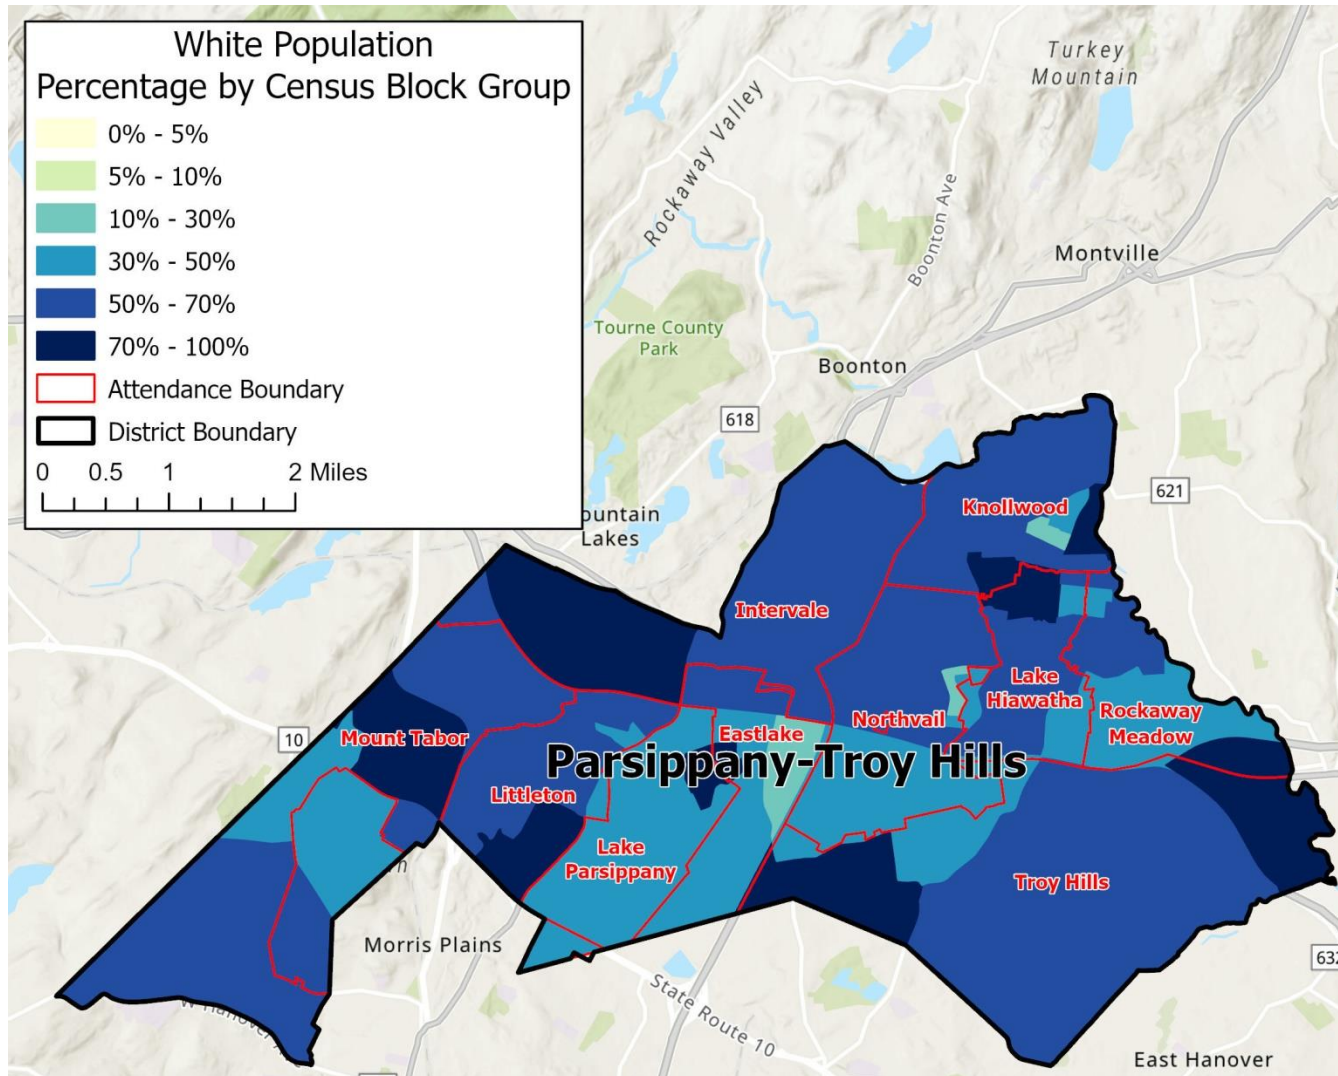 White Population
Percentage by Census Block Group
0% - 5%
5% - 10%
10% - 30%
30% - 50%
50% - 70%
70% - 100%
Attendance Boundary
District Boundary
0 0.5 1 2 Miles
Turkey
Mountain
Rockaway Valley
Boonton Ave
Montville
Tourne County
Park
Boonton
618
621
Lakes
Knollwood
Intervale
Lake
Hiawatha
Northvail
Rockaway
Meadow
10
Mount Tabor
Eastlake
Parsippany-Troy Hills
Littleton
Lake
Parsippany
Troy Hills
Morris Plains
State Route 10
632
East Hanover